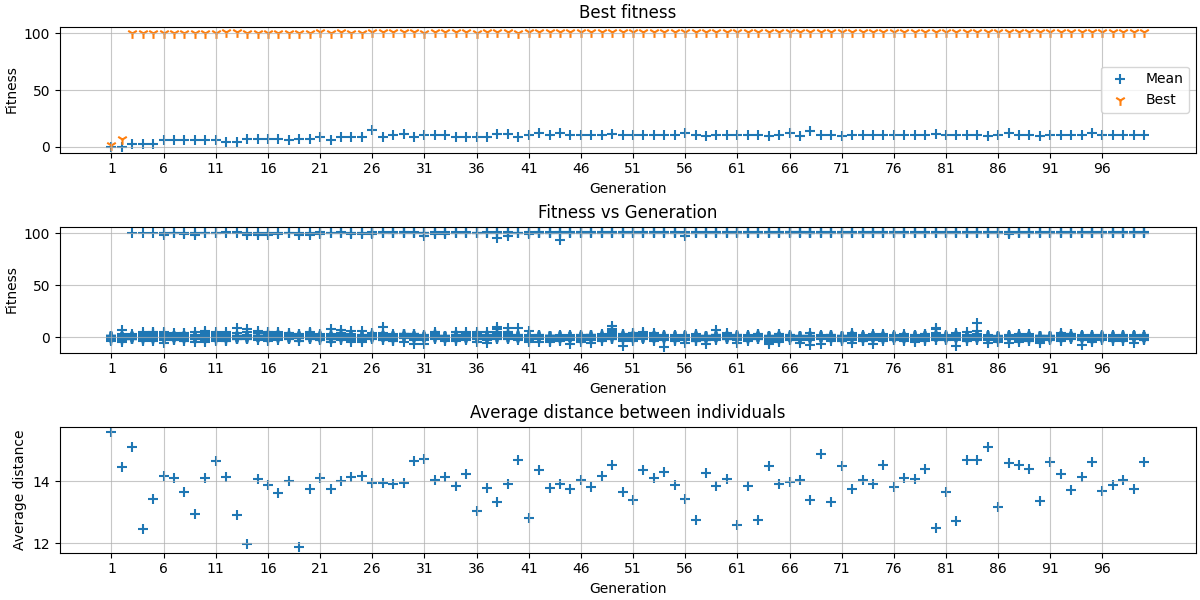 Best fitness
100
50
0
Fitness
Mean
Best
1 6 11 16 21 26 31 36 41 46 51 56 61 66 71 76 81 86 91 96
Generation
Fitness vs Generation
100
50
0
Fitness
1 6 11 16 21 26 31 36 41 46 51 56 61 66 71 76 81 86 91 96
Generation
Average distance between individuals
14
12
Average distance
1 6 11 16 21 26 31 36 41 46 51 56 61 66 71 76 81 86 91 96
Generation